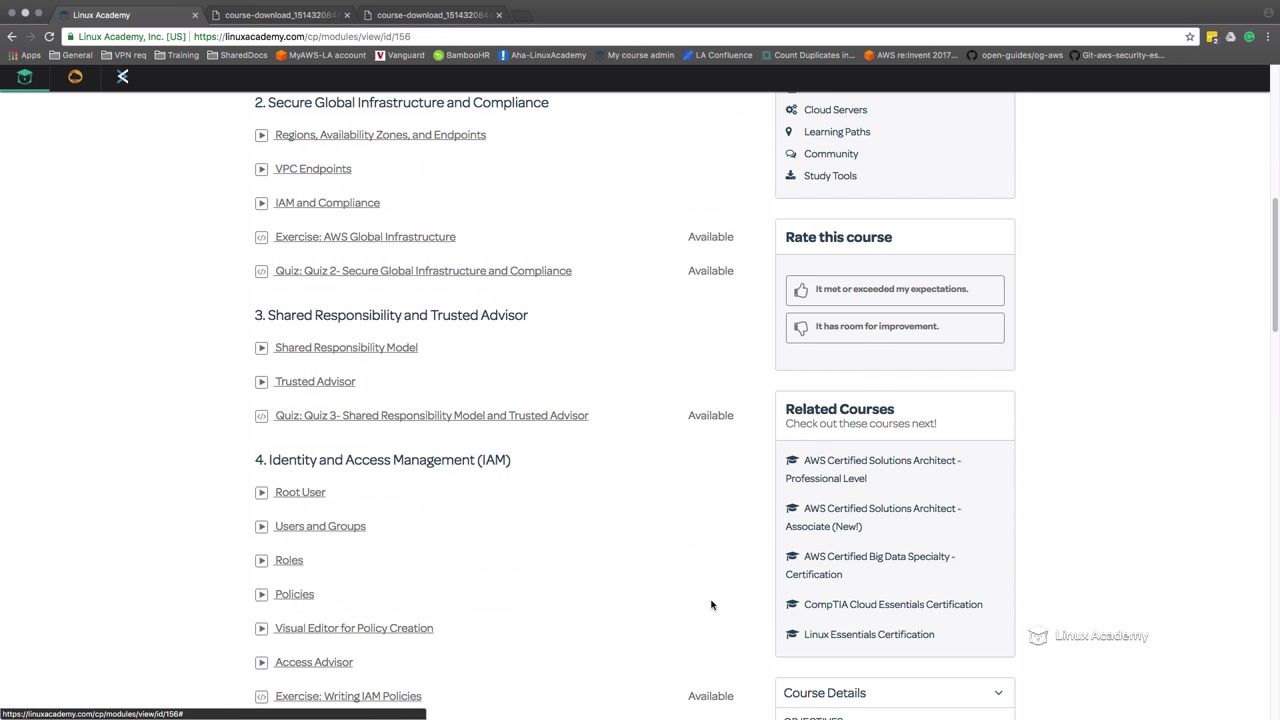 Linux Academy
course-download_15143208
course-download_15143208
Linux Academy, Inc. [US] | https://linuxacademy.com/cp/modules/view/id/156
Apps
General
VPN req
Training
SharedDocs
MyAWS-LA account
Vanguard
BambooHR
Aha-LinuxAcademy
My course admin
LA Confluence
Count Duplicates in...
AWS re:Invent 2017...
open-guides/og-aws
Git-aws-security-es...
2. Secure Global Infrastructure and Compliance
Regions, Availability Zones, and Endpoints
VPC Endpoints
IAM and Compliance
Exercise: AWS Global Infrastructure Available
Quiz: Quiz 2- Secure Global Infrastructure and Compliance Available
3. Shared Responsibility and Trusted Advisor
Shared Responsibility Model
Trusted Advisor
Quiz: Quiz 3- Shared Responsibility Model and Trusted Advisor Available
4. Identity and Access Management (IAM)
Root User
Users and Groups
Roles
Policies
Visual Editor for Policy Creation
Access Advisor
Exercise: Writing IAM Policies Available
Cloud Servers
Learning Paths
Community
Study Tools
Rate this course
It met or exceeded my expectations.
It has room for improvement.
Related Courses
Check out these courses next!
AWS Certified Solutions Architect -
Professional Level
AWS Certified Solutions Architect -
Associate (New!)
AWS Certified Big Data Specialty -
Certification
CompTIA Cloud Essentials Certification
Linux Essentials Certification
Course Details
Linux Academy
https://linuxacademy.com/cp/modules/view/id/156#